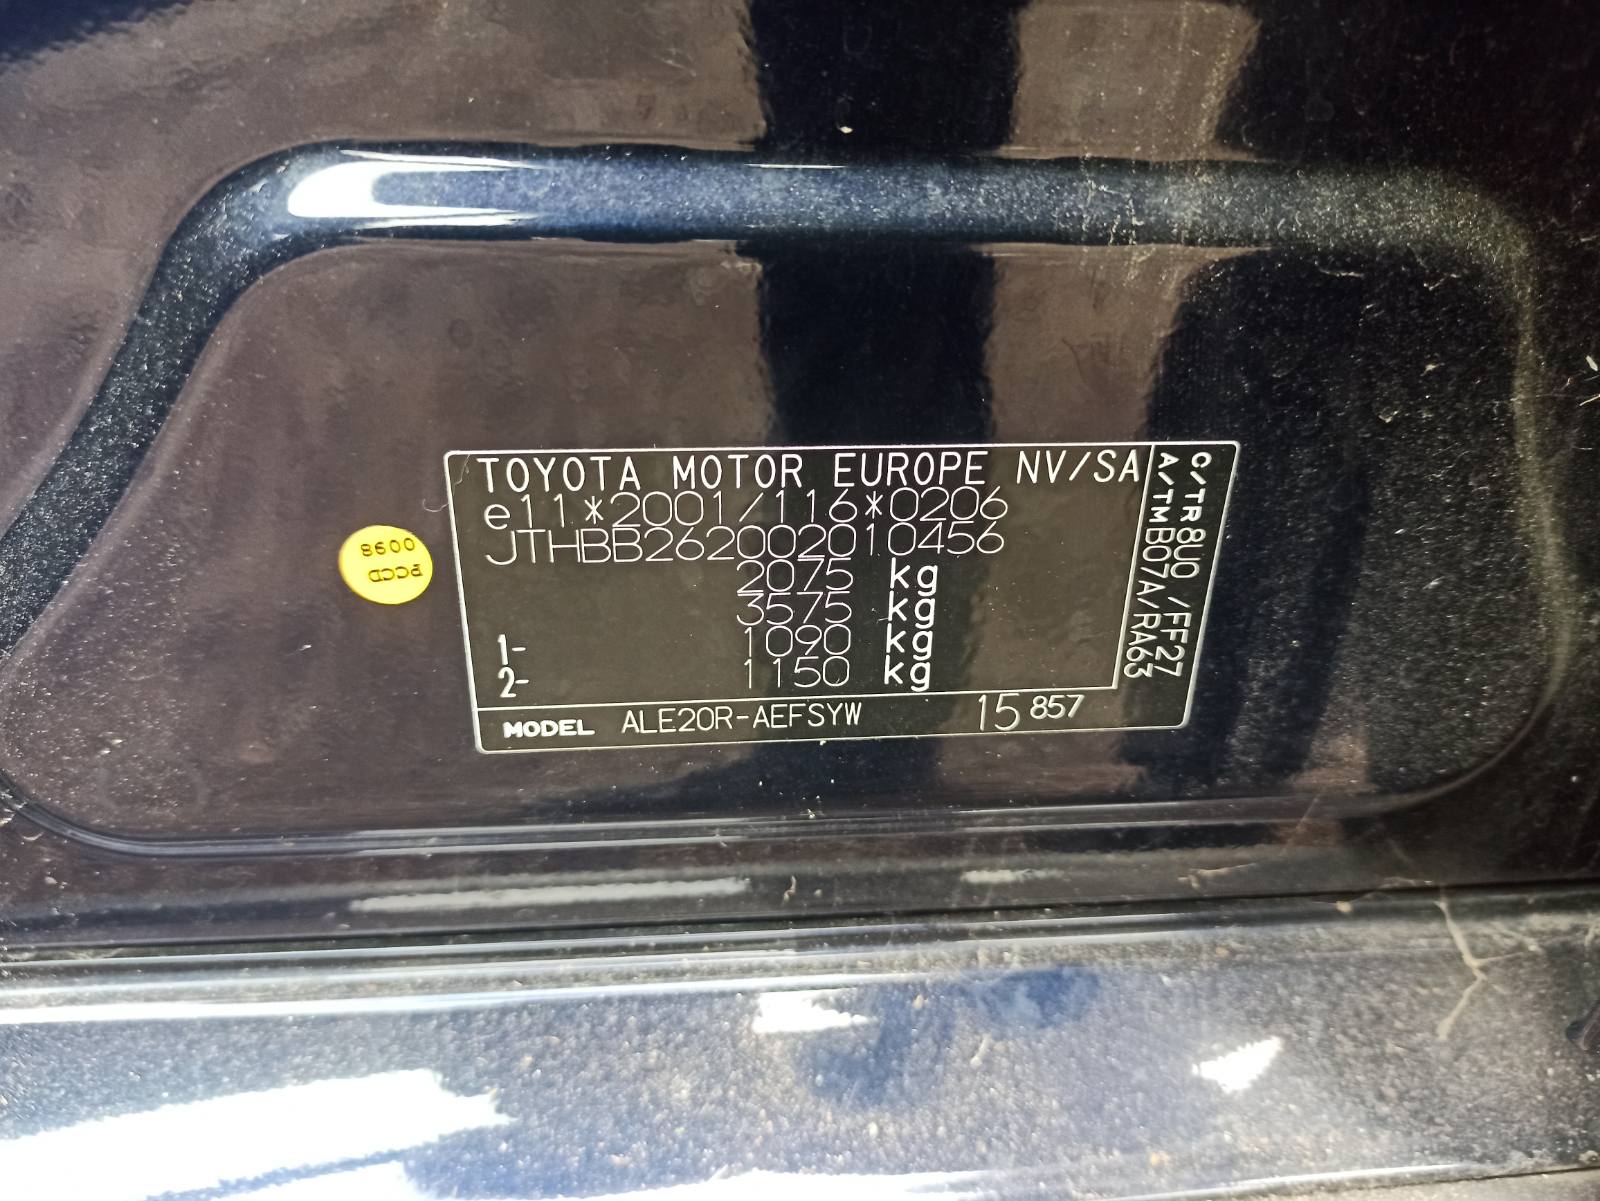 TOYOTA MOTOR EUROPE NV/SA
e11*2001/116*0206
JTHBB262002010456
2075 kg
3575 kg
1- 1090 kg
2- 1150 kg
MODEL ALE20R-AEFSYW 15 857
C/TR8U0 /FF27
A/TMB07A/RA63
8600
PCCD